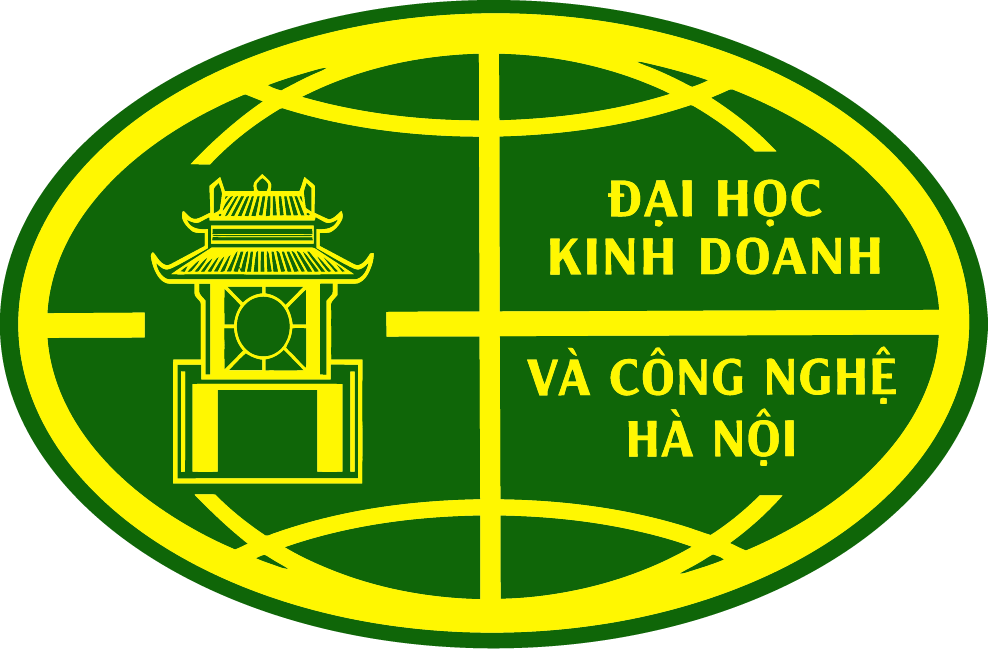 ĐẠI HỌC
KINH DOANH
VÀ CÔNG NGHỆ
HÀ NỘI